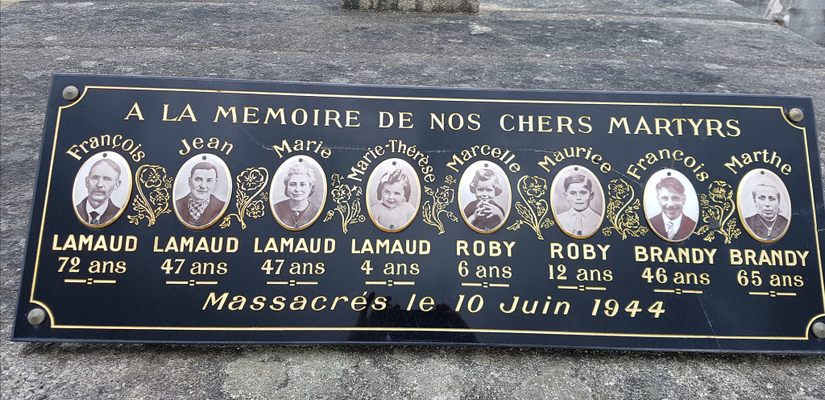 A LA MEMOIRE DE NOS CHERS MARTYRS
François Jean Marie Marie-Thérèse Marcelle Maurice François Marthe
LAMAUD LAMAUD LAMAUD LAMAUD ROBY ROBY BRANDY BRANDY
72 ans 47 ans 47 ans 4 ans 6 ans 12 ans 46 ans 65 ans
Massacrés le 10 Juin 1944